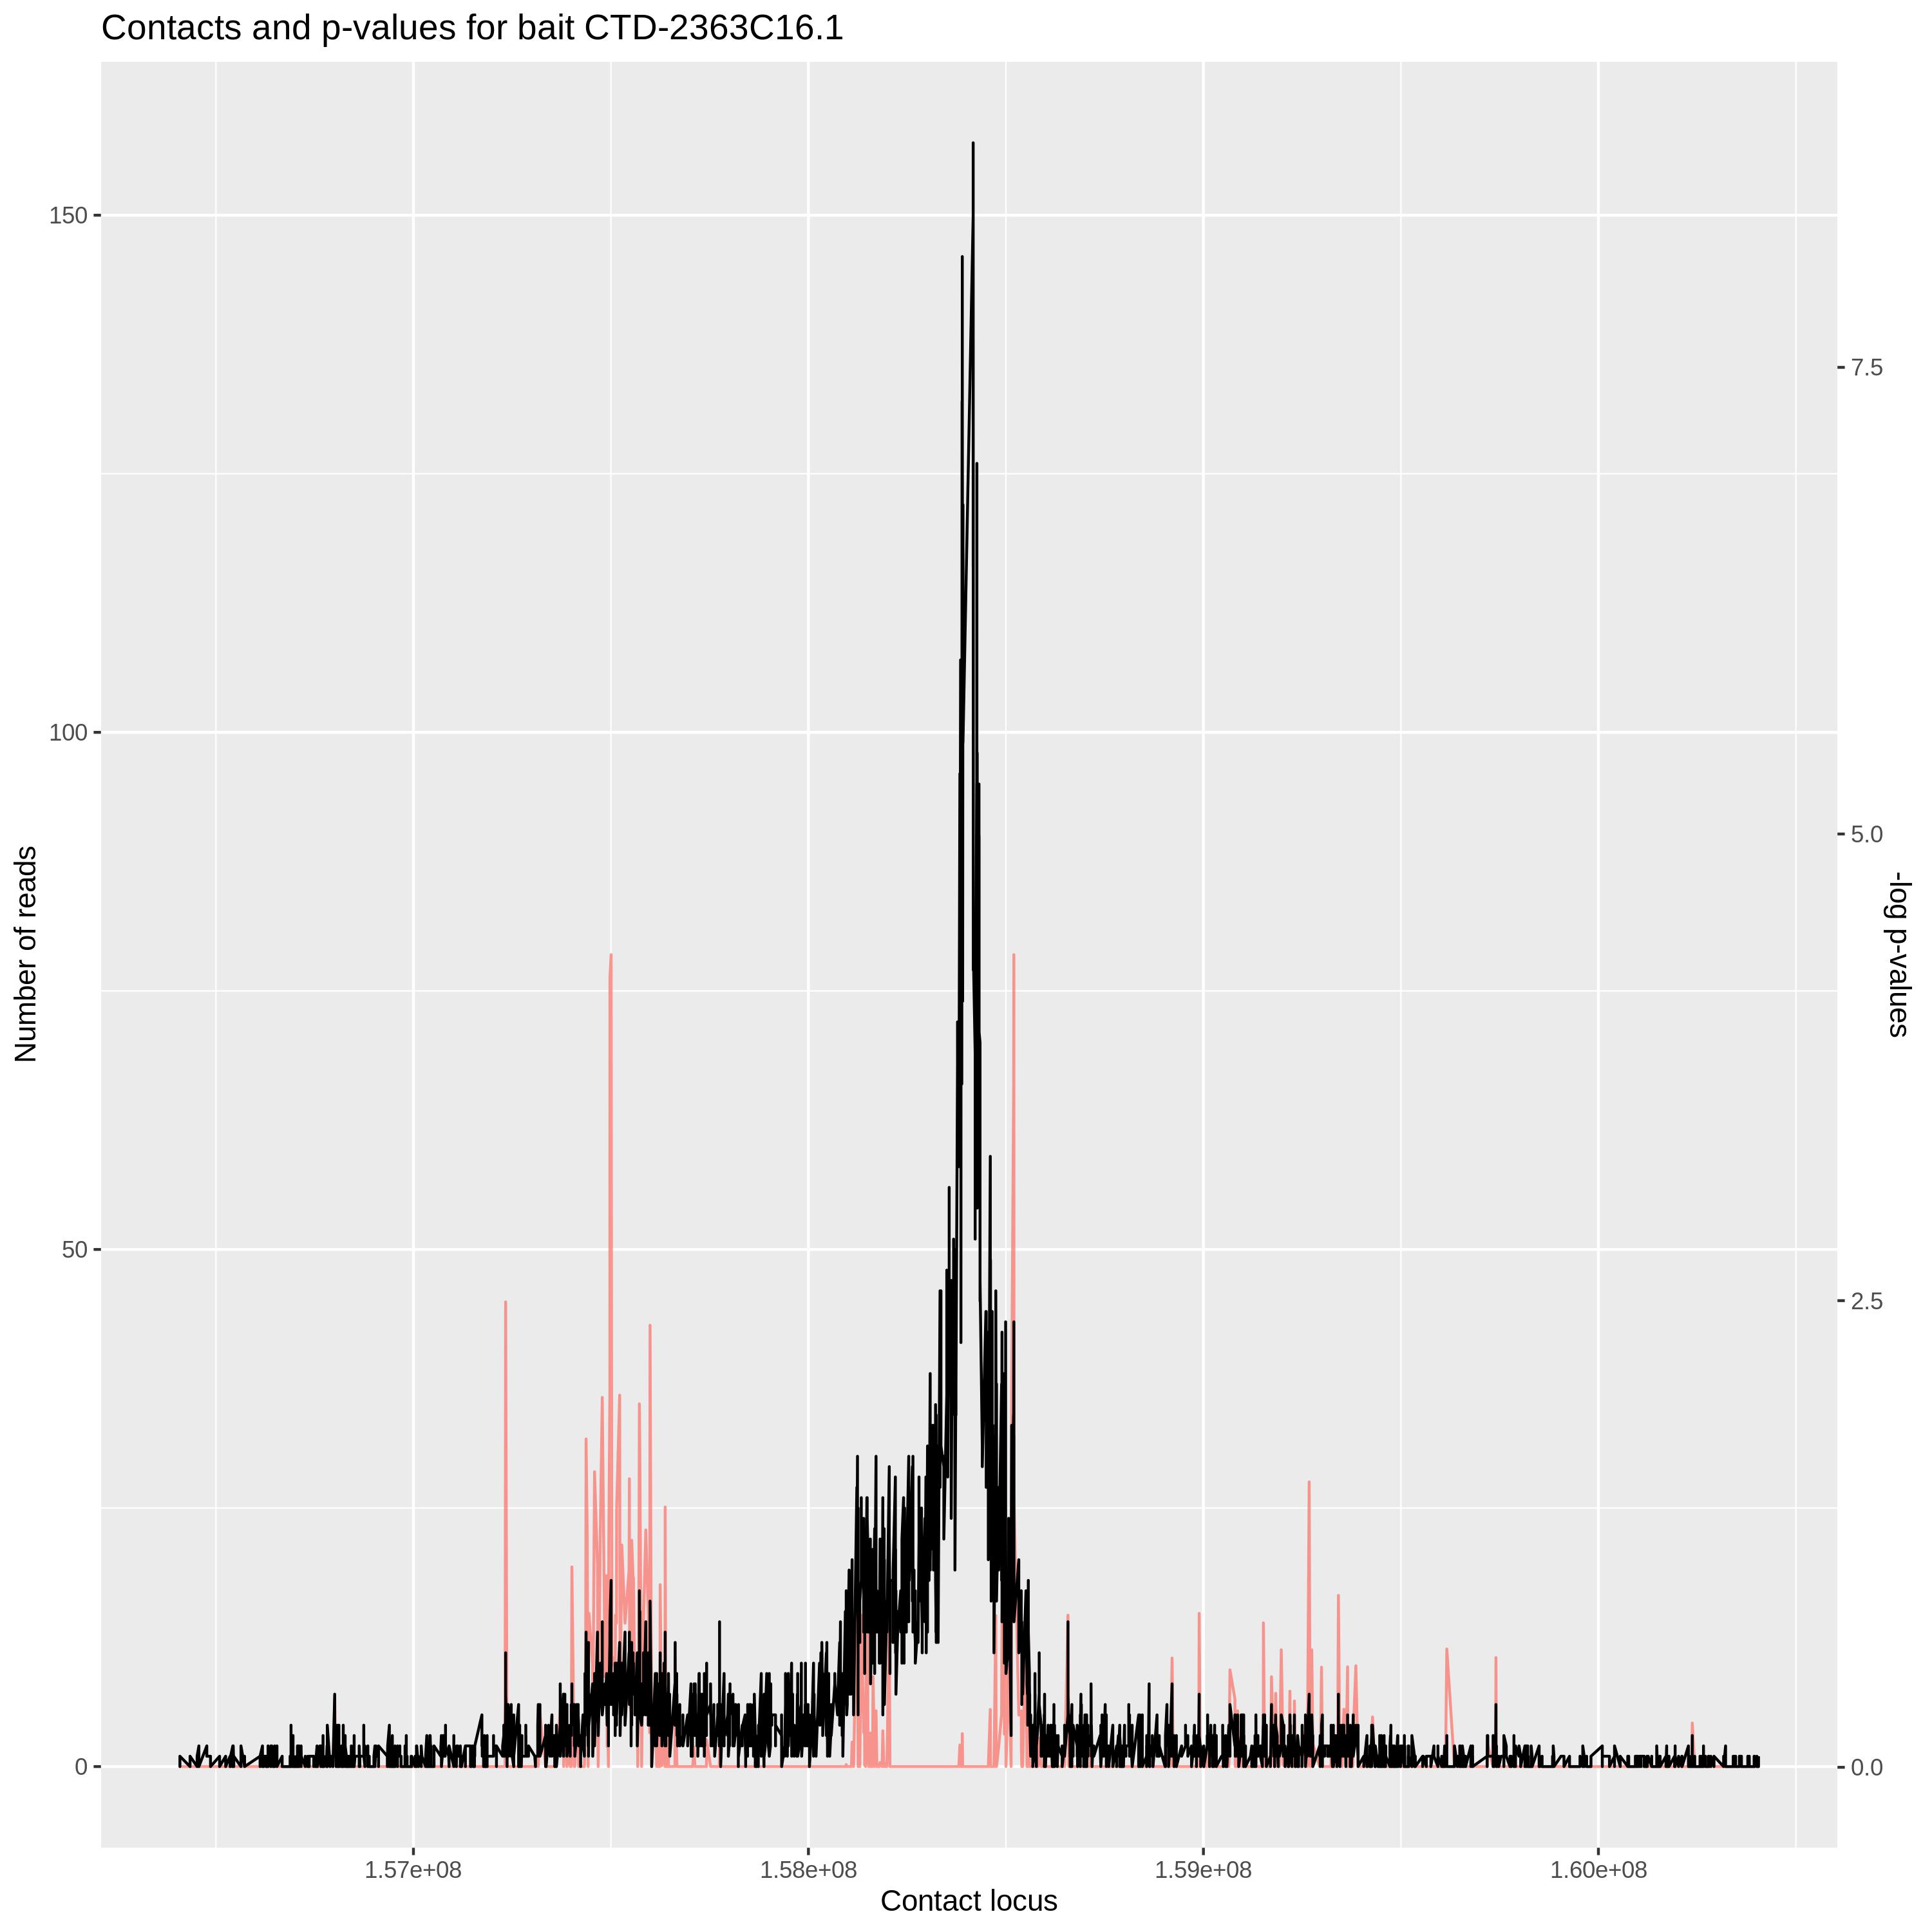 Contacts and p-values for bait CTD-2363C16.1
150
100
50
0
Number of reads
7.5
5.0
2.5
0.0
-log p-values
1.57e+08
1.58e+08
1.59e+08
1.60e+08
Contact locus